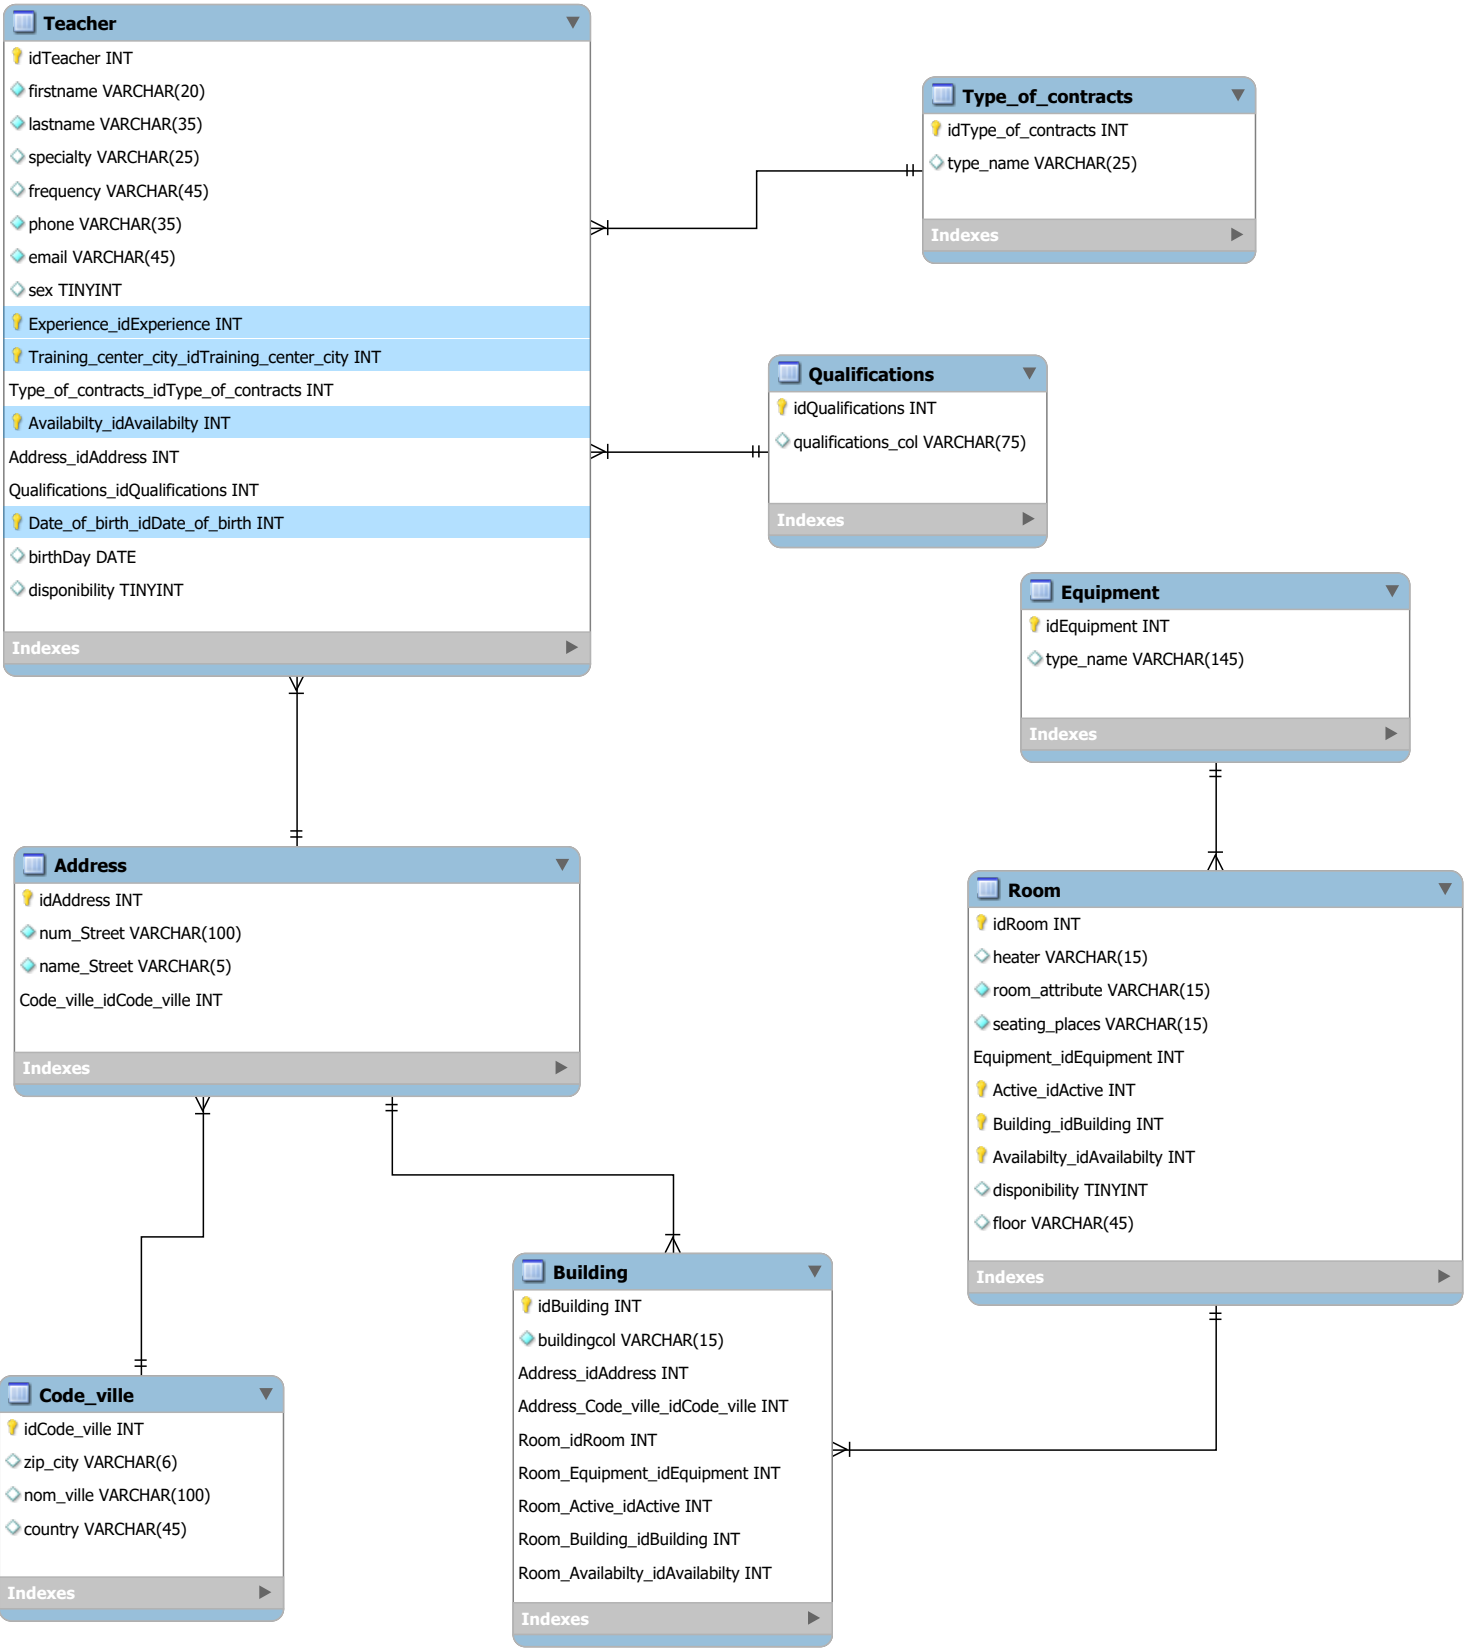 Teacher
idTeacher INT
firstname VARCHAR(20)
lastname VARCHAR(35)
specialty VARCHAR(25)
frequency VARCHAR(45)
phone VARCHAR(35)
email VARCHAR(45)
sex TINYINT
Experience_idExperience INT
Training_center_city_idTraining_center_city INT
Type_of_contracts_idType_of_contracts INT
Availabilty_idAvailabilty INT
Address_idAddress INT
Qualifications_idQualifications INT
Date_of_birth_idDate_of_birth INT
birthDay DATE
disponibility TINYINT
Indexes
Type_of_contracts
idType_of_contracts INT
type_name VARCHAR(25)
Indexes
Qualifications
idQualifications INT
qualifications_col VARCHAR(75)
Indexes
Equipment
idEquipment INT
type_name VARCHAR(145)
Indexes
Address
idAddress INT
num_Street VARCHAR(100)
name_Street VARCHAR(5)
Code_ville_idCode_ville INT
Indexes
Room
idRoom INT
heater VARCHAR(15)
room_attribute VARCHAR(15)
seating_places VARCHAR(15)
Equipment_idEquipment INT
Active_idActive INT
Building_idBuilding INT
Availabilty_idAvailabilty INT
disponibility TINYINT
floor VARCHAR(45)
Indexes
Building
idBuilding INT
buildingcol VARCHAR(15)
Address_idAddress INT
Address_Code_ville_idCode_ville INT
Room_idRoom INT
Room_Equipment_idEquipment INT
Room_Active_idActive INT
Room_Building_idBuilding INT
Room_Availabilty_idAvailabilty INT
Indexes
Code_ville
idCode_ville INT
zip_city VARCHAR(6)
nom_ville VARCHAR(100)
country VARCHAR(45)
Indexes